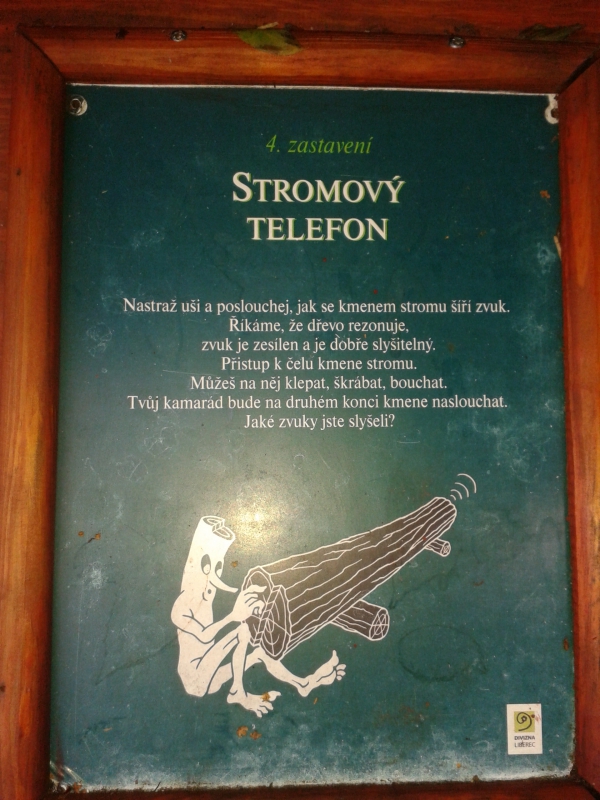 4. zastavení
STROMOVÝ
TELEFON
Nastraž uši a poslouchej, jak se kmenem stromu šíří zvuk.
Říkáme, že dřevo rezonuje,
zvuk je zesílen a je dobře slyšitelný.
Přistup k čelu kmene stromu.
Můžeš na něj klepat, škrábat, bouchat.
Tvůj kamarád bude na druhém konci kmene naslouchat.
Jaké zvuky jste slyšeli?
DIVIZNA
LIBEREC